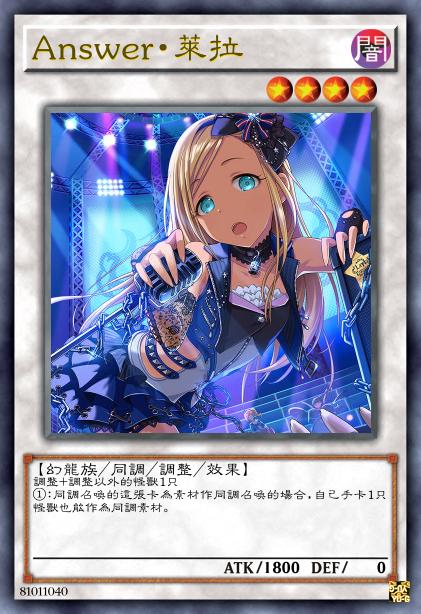 Answer·萊拉
闇
【幻龍族／同調／調整／效果】
調整＋調整以外的怪獸1只
①：同調召喚的這張卡為素材作同調召喚的場合，自己手卡1只
怪獸也能作為同調素材。
ATK/1800 DEF/ 0
81011040